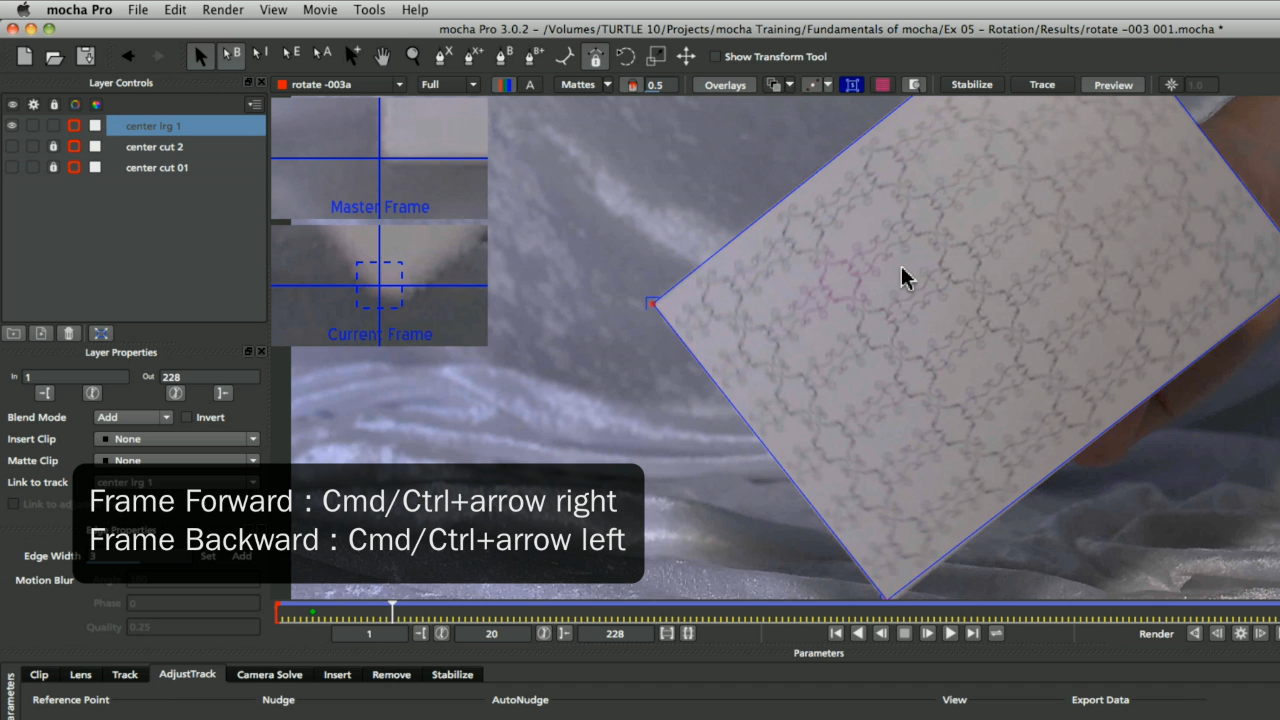 mocha Pro File Edit Render View Movie Tools Help
mocha Pro 3.0.2 - /Volumes/TURTLE 10/Projects/mocha Training/Fundamentals of mocha/Ex 05 - Rotation/Results/rotate -003 001.mocha *
B I E A X X+ B B+ Show Transform Tool
Layer Controls
rotate -003a Full A Mattes 0.5 Overlays Stabilize Trace Preview 1.0
center lrg 1
center cut 2
center cut 01
Master Frame
Current Frame
Layer Properties
In 1 Out 228
Blend Mode Add Invert
Insert Clip None
Matte Clip None
Link to track center lrg 1
Frame Forward : Cmd/Ctrl+arrow right
Frame Backward : Cmd/Ctrl+arrow left
Edge Width 3 Set Add
Motion Blur
Phase 0
Quality 0.25
1 20 228 Render
Parameters
Clip Lens Track AdjustTrack Camera Solve Insert Remove Stabilize
Reference Point Nudge AutoNudge View Export Data